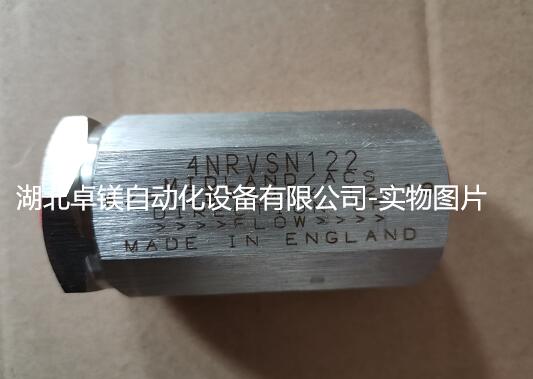 4NRVSN122
MIDLAND/ACS
湖北卓镁自动化设备有限公司-实物图片
>>>>FLOW>>>>
MADE IN ENGLAND